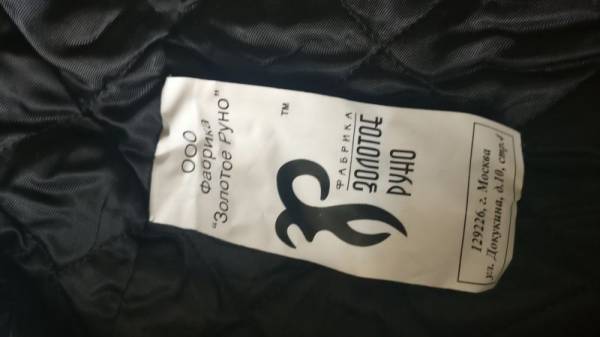 ООО
Фабрика
"Золотое Руно"
TM
ФАБРИКА
ЗОЛОТОЕ
РУНО
129226, г. Москва
ул. Докукина, д.10, стр.4